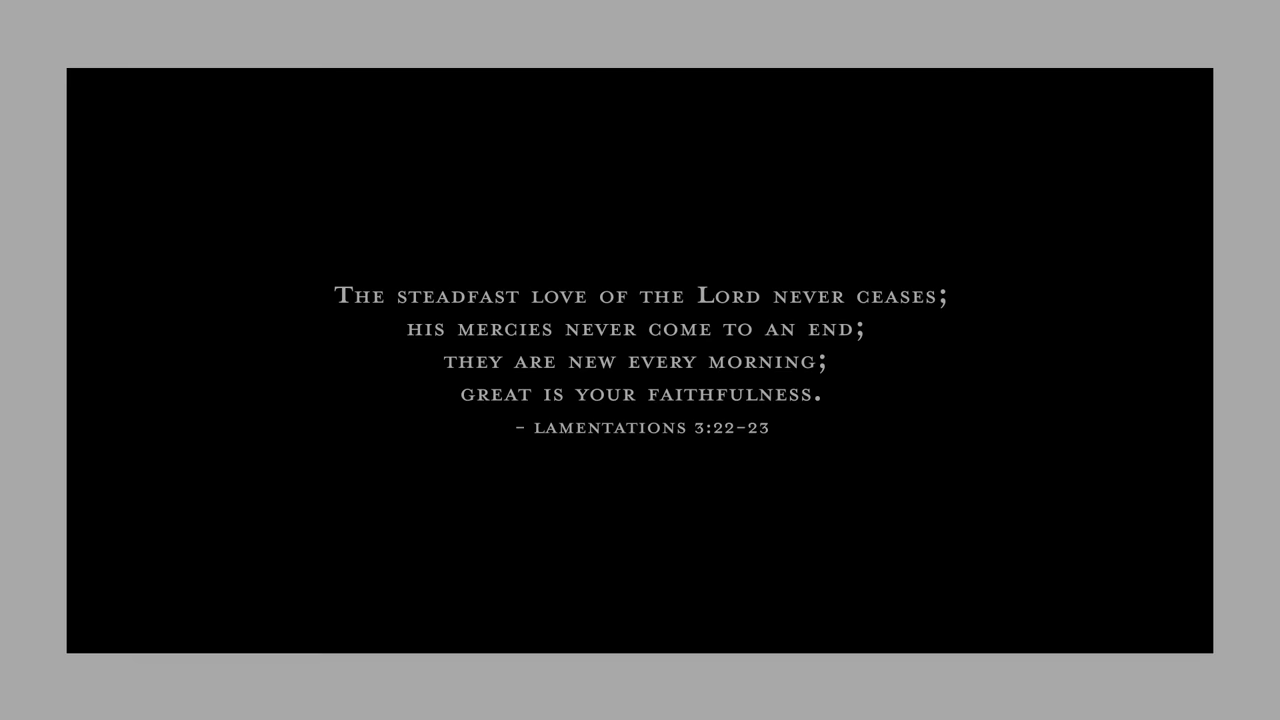 The steadfast love of the Lord never ceases;
his mercies never come to an end;
they are new every morning;
great is your faithfulness.
- Lamentations 3:22-23